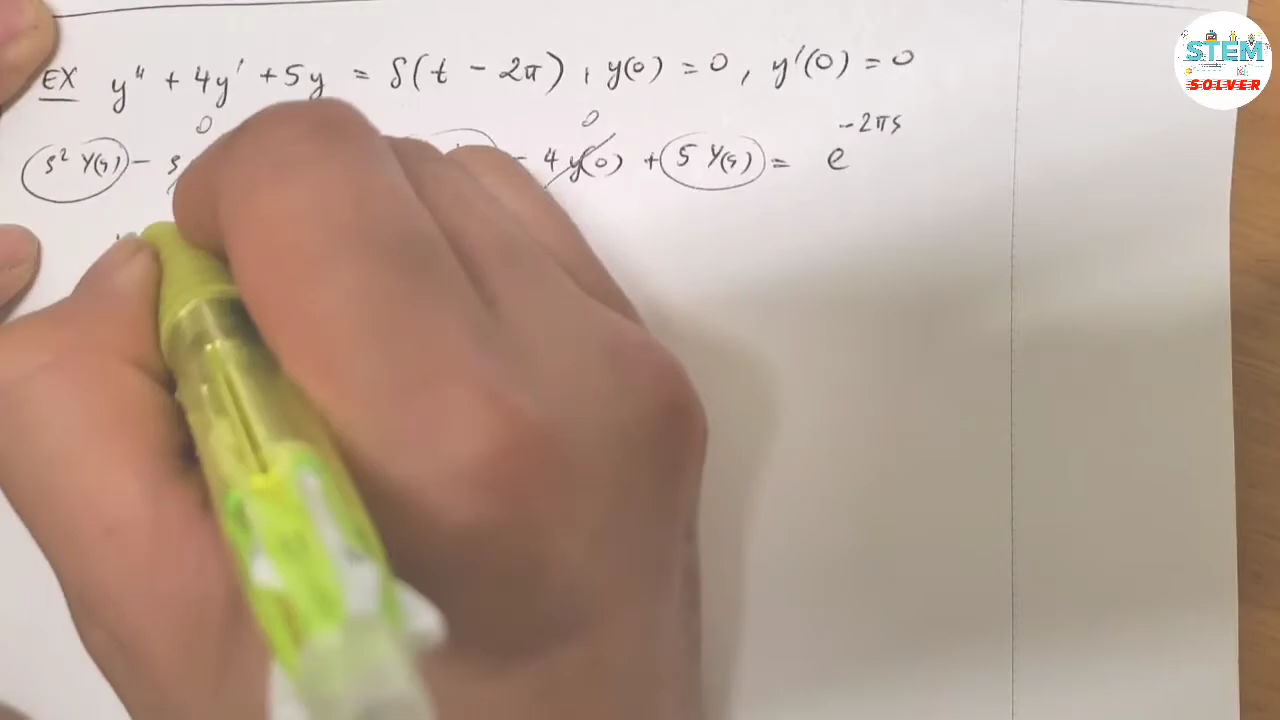 EX y" + 4y' + 5y = δ(t - 2π), y(0) = 0, y'(0) = 0
0 0
s² Y(s) - s - 4 y(0) + 5 Y(s) = e^-2πs
STEM
SOLVER